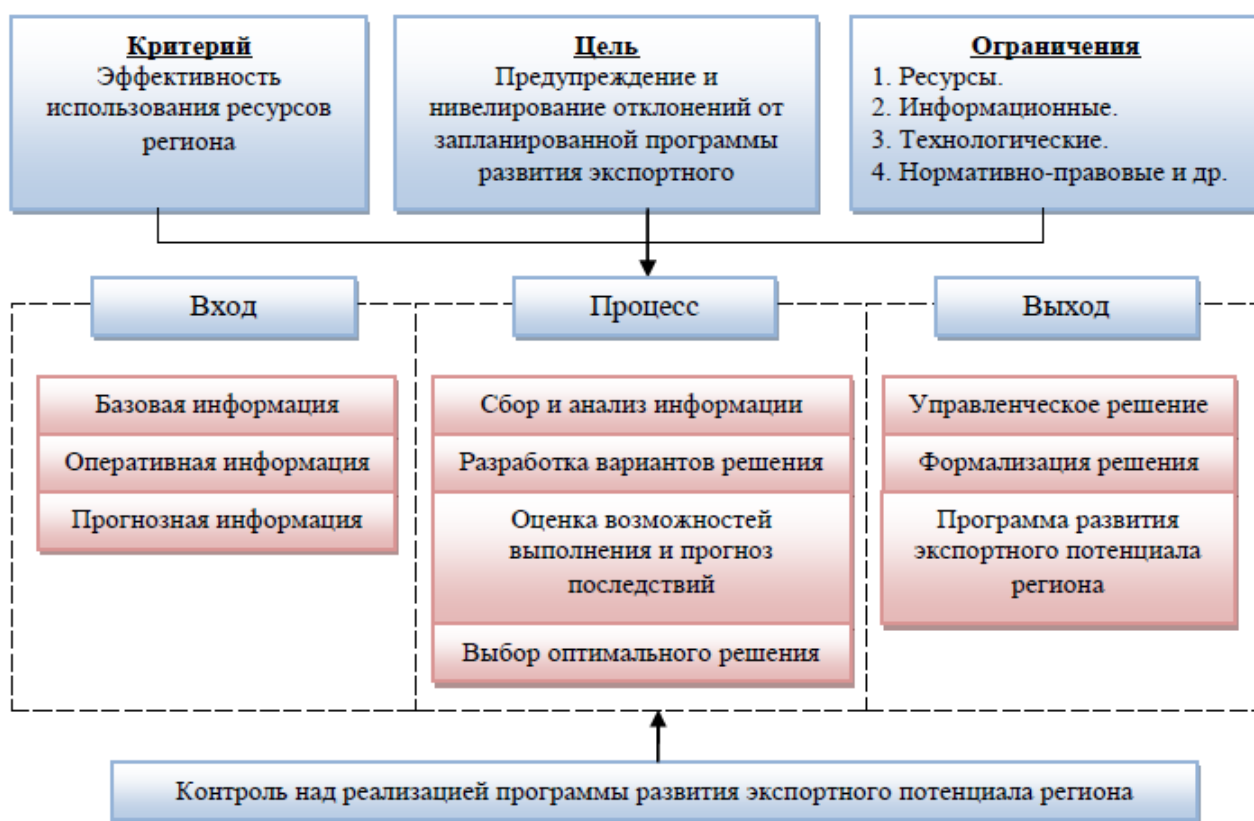 Критерий
Эффективность
использования ресурсов
региона
Цель
Предупреждение и
нивелирование отклонений от
запланированной программы
развития экспортного
Ограничения
1. Ресурсы.
2. Информационные.
3. Технологические.
4. Нормативно-правовые и др.
Вход
Процесс
Выход
Базовая информация
Оперативная информация
Прогнозная информация
Сбор и анализ информации
Разработка вариантов решения
Оценка возможностей
выполнения и прогноз
последствий
Выбор оптимального решения
Управленческое решение
Формализация решения
Программа развития
экспортного потенциала
региона
Контроль над реализацией программы развития экспортного потенциала региона